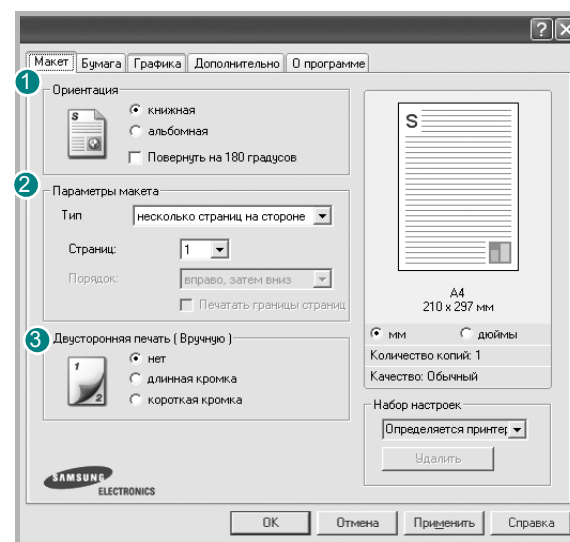 Макет Бумага Графика Дополнительно О программе
1
Ориентация
S
книжная
альбомная
Повернуть на 180 градусов
2
Параметры макета
Тип несколько страниц на стороне
Страниц: 1
Порядок: вправо, затем вниз
Печатать границы страниц
3
Двусторонняя печать ( Вручную )
1
2
нет
длинная кромка
короткая кромка
SAMSUNG
ELECTRONICS
S
A4
210 x 297 мм
мм дюймы
Количество копий: 1
Качество: Обычный
Набор настроек
Определяется принтер
Удалить
OK Отмена Применить Справка